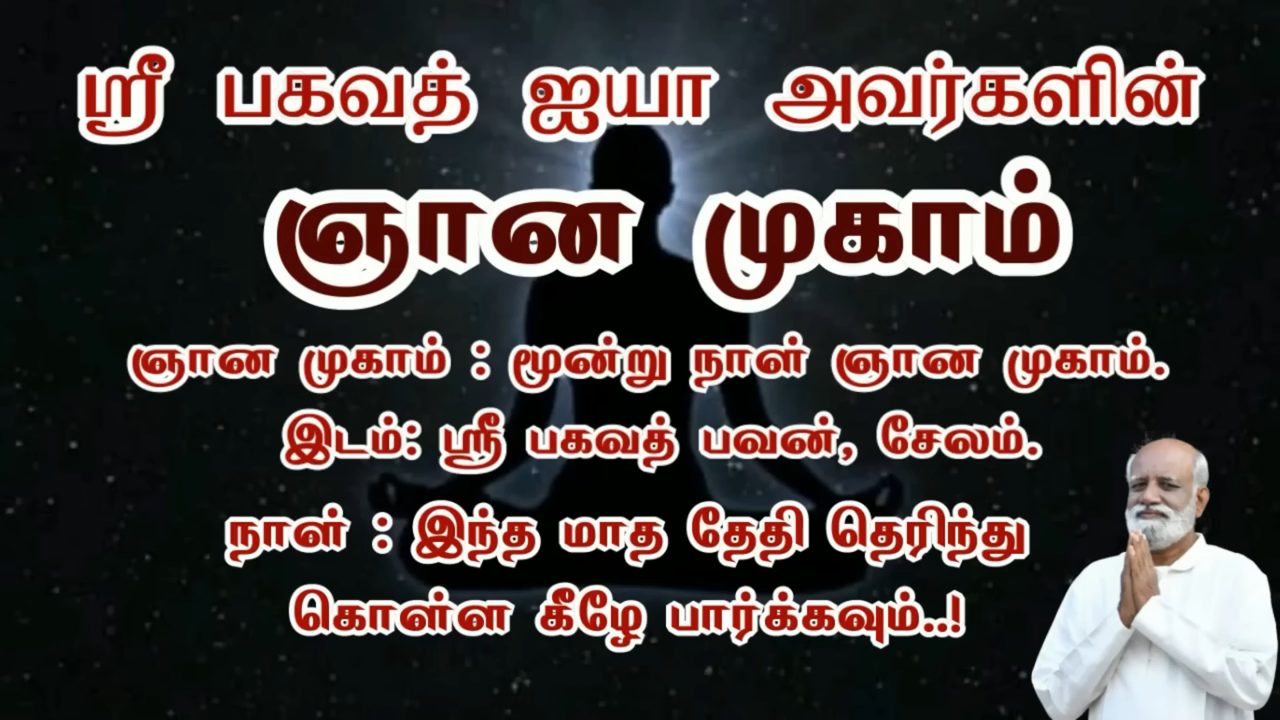 ஸ்ரீ பகவத் ஐயா அவர்களின்
ஞான முகாம்
ஞான முகாம் : மூன்று நாள் ஞான முகாம்.
இடம்: ஸ்ரீ பகவத் பவன், சேலம்.
நாள் : இந்த மாத தேதி தெரிந்து
கொள்ள கீழே பார்க்கவும்..!